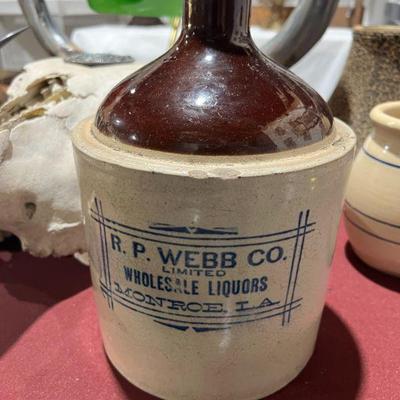 R. P. WEBB CO.
LIMITED
WHOLESALE LIQUORS
MONROE, LA.